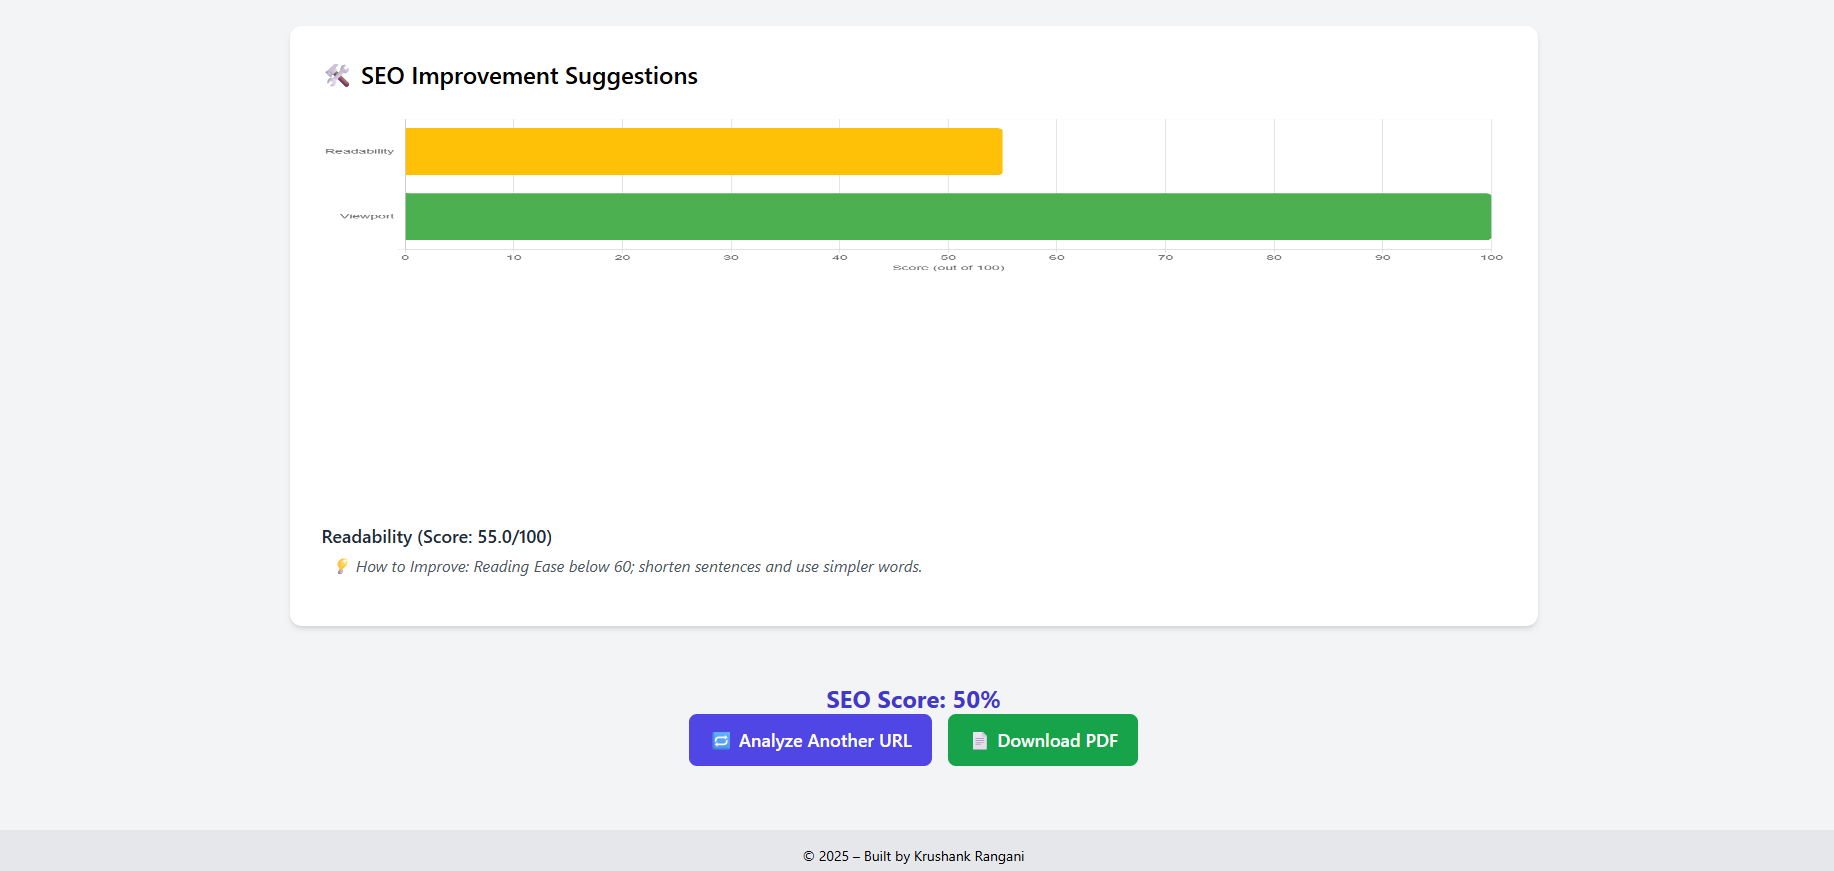 🛠️ SEO Improvement Suggestions
Readability
Viewport
0 10 20 30 40 50 60 70 80 90 100
Score (out of 100)
Readability (Score: 55.0/100)
💡 How to Improve: Reading Ease below 60; shorten sentences and use simpler words.
SEO Score: 50%
🔁 Analyze Another URL
📄 Download PDF
© 2025 – Built by Krushank Rangani